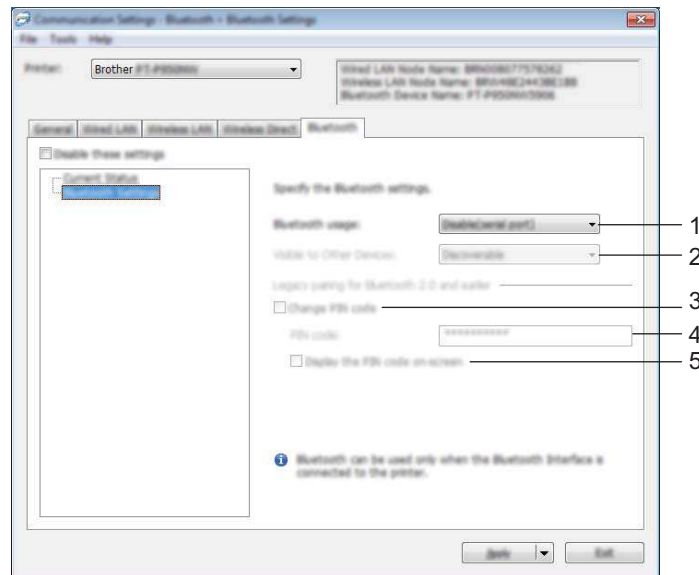 Communication Settings - Bluetooth > Bluetooth Settings
File Tools Help
Printer:
Brother PT-P950NW
Wired LAN Node Name:
Wireless LAN Node Name:
Bluetooth Device Name:
General Wired LAN Wireless LAN Wireless Direct Bluetooth
Disable these settings
Current Status
Bluetooth Settings
Specify the Bluetooth settings.
Bluetooth usage: Disable(serial port) 1
Visible to Other Devices: Discoverable 2
Legacy pairing for Bluetooth 2.0 and earlier
Change PIN code 3
PIN code: ********** 4
Display the PIN code on-screen 5
Bluetooth can be used only when the Bluetooth Interface is
connected to the printer.
Apply Exit